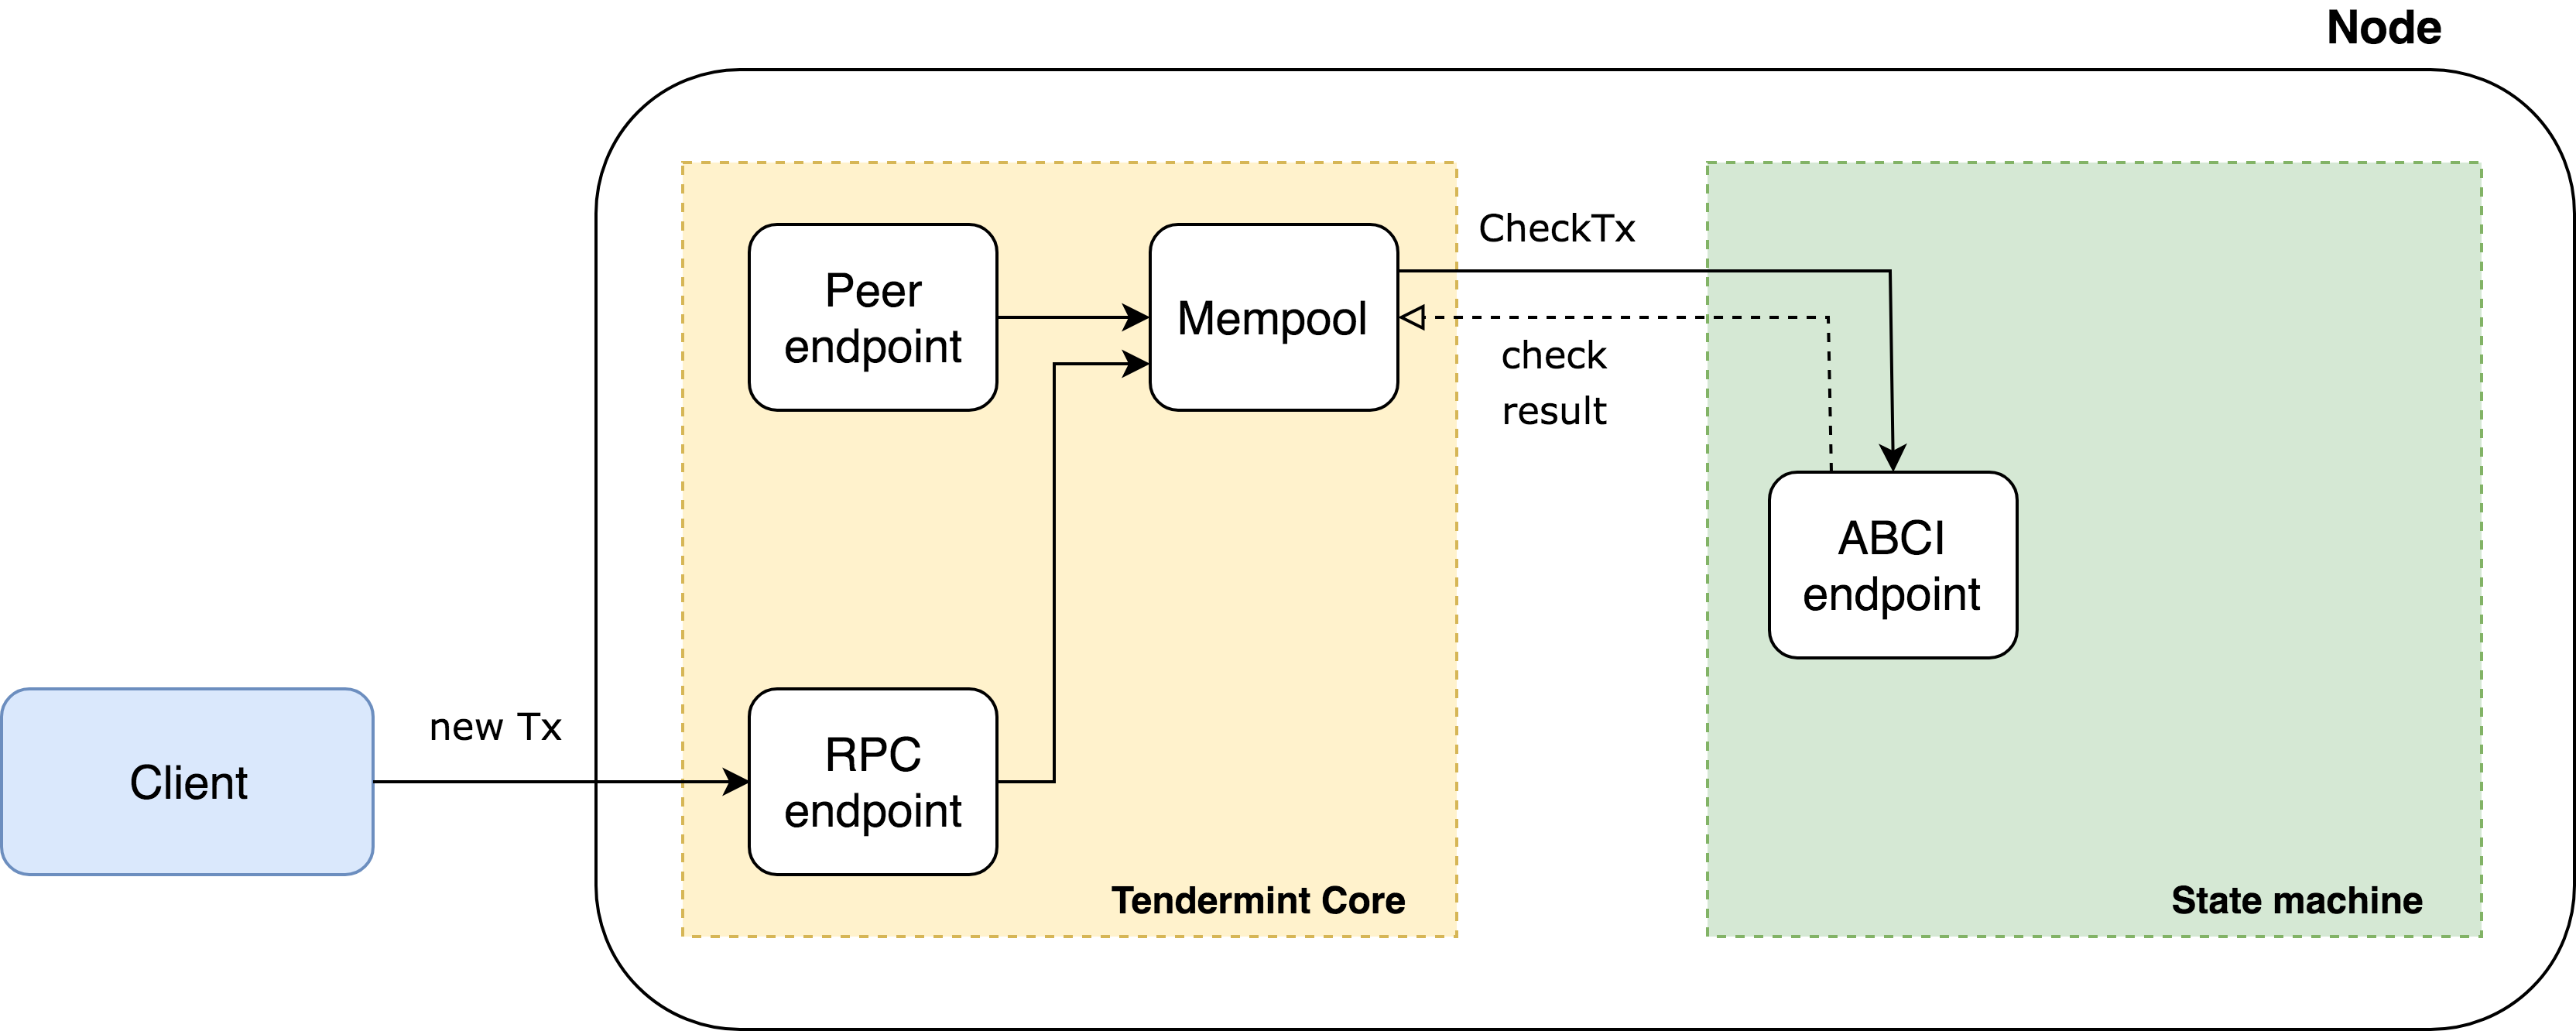 Node
Peer
endpoint
Mempool
CheckTx
check
result
ABCI
endpoint
Client
new Tx
RPC
endpoint
Tendermint Core
State machine